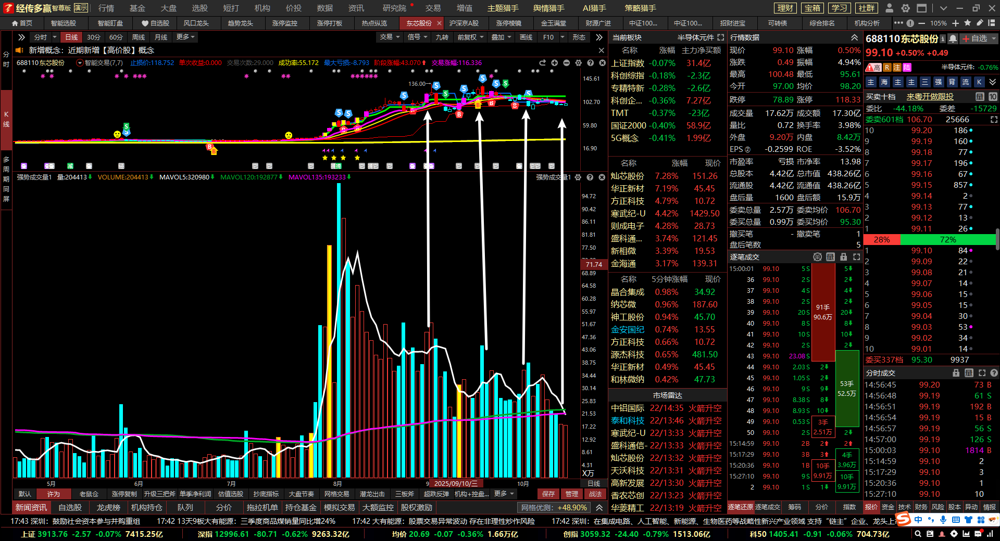 经传多赢 智尊版 演示 行情 基金 大盘 选股 短打 机构 价投 数据 资讯 研究院 交易 增值 主题猎手 舆情猎手 AI猎手 策略猎手 理财 宝箱 学习 社群
首页 智能选股 智能盯盘 自选股 风口龙头 趋势龙头 涨停监控 涨停打板 热点纵览 东芯股份 沪深京A股 涨停棱镜 金玉满堂 财源广进 中证100... 中证100... 招财进宝 可转债 综合排名 机构分析 105%
分时 日线 30分 60分 周线 月线 更多 交易 信号 九转 前复权 叠加 画线 F10 形态
新增概念：近期新增【高价股】概念
688110 东芯股份 智能交易(7,7) 止损价:118.752 单次收益:0.000 交易次数:29.000 成功率:55.172 最大亏损:-8.793 阶段涨幅:43.070 交易涨幅:116.336
分时
K线
多周期同屏
136.00
145.61
102.70
59.80
16.90
强势成交量1 量:204413 VOLUME:204413 MAVOL5:320980 MAVOL120:192877 MAVOL135:193233 强势成交量1
94.72
90.42
86.11
81.81
77.50
71.74
68.89
64.58
60.28
55.97
51.67
47.36
43.06
38.75
34.44
30.14
25.83
21.53
17.22
12.92
8.61
4.31
X万
5月 6月 7月 8月 9 2025/09/10/三 10月 日线
默认 许为 老鼠仓 涨停复制 升级三把斧 单季净利润 估值选股 抄底指标 大盘节奏 网格交易 潜龙出击 三板斧 超跌反弹 机构+控盘... 更多 保存 管理 战法
新闻资讯 自选股 龙虎榜 机构持仓 队列 分价 拖拉机单 持仓基金 模拟交易 大额监控 股权激励 网格优测：+48.90%
当前板块 半导体元件
名称 涨幅 主力净买额
上证指数 -0.07% 31.4亿
科创综指 -0.18% -2.3亿
专精特新 -0.28% -2.6亿
科创企... -0.36% 7.27亿
TMT -0.37% -23亿
国证2000 -0.40% 58.9亿
5G概念 -0.41% 1.99亿
名称 涨幅 现价
灿芯股份 7.28% 151.26
华正新材 7.19% 45.45
方正科技 4.79% 10.72
寒武纪-U 4.42% 1429.50
则成电子 4.28% 28.73
盛科通... 3.74% 121.45
新相微 3.39% 19.53
金海通 3.17% 139.31
名称 5分钟涨幅 现价
晶合集成 0.98% 34.92
纳芯微 0.96% 187.60
神工股份 0.94% 45.70
金安国纪 0.74% 13.55
方正科技 0.66% 10.72
源杰科技 0.65% 481.50
华正新材 0.49% 45.45
和林微纳 0.42% 47.73
市场雷达
中铝国际 22/14:35 火箭升空
泰和科技 22/13:46 火箭升空
寒武纪-U 22/13:33 火箭升空
盛科通信- 22/13:33 火箭升空
灿芯股份 22/13:32 火箭升空
天沃科技 22/13:31 火箭升空
高新发展 22/13:30 火箭升空
香农芯创 22/13:23 火箭升空
华菱精工 22/13:19 火箭升空
行情数据
现价 99.10 涨幅 0.50%
涨跌 0.49 振幅 4.94%
最高 100.48 最低 95.61
今开 97.00 均价 98.20
跌停 78.89 涨停 118.33
成交量 17.62万 成交额 17.30亿
量比 0.72 换手率 3.98%
外盘 9.20万 内盘 8.42万
EPS② -0.2599 ROE -3.52%
市盈率 亏损 市净率 13.98
总股本 4.42亿 总市值 438.26亿
流通股 4.42亿 流通值 438.26亿
盘后量 1600 盘后额 15.9万
委卖总量 2.57万 委卖均价 106.70
委买总量 0.99万 委买均价 95.30
撤买笔 - 撤卖笔 1
盘后笔数 5
逐笔成交
15:00:01 99.10 5 S 5
36 99.10 2 S 2
37 99.10 4 S 4
38 99.10 2 S 2
39 99.10 20 S 20
40 99.10 8 S 8
41 99.10 10 S 10
42 99.10 2 S 2
43 99.10 23.08 S
44 99.10 2.03 S 2
45 99.10 1.05 S 2
46 99.10 9 S 9
47 99.10 8.38 S 8
48 99.10 8.93 S 10
49 99.10 0.53 S 3手
50 99.10 2 S 2.51万 2
15:14:59 99.10 2 B 2 2
15:17:29 99.10 3 B 3 4手
15:20:36 99.10 1 B 10手 3.96万
15:27:10 99.10 9 S 9.91万 10手
2 99.10 1 S 1 9.91万
91手
90.6万
53手
52.5万
逐笔还原 逐笔成交 筹码 分价 指数
688110 东芯股份 自选
99.10 +0.50% +0.49
高 R 注 陆 半导体元件: -0.76%
主 海 主 主 三 强 背 流 K
买卖十档 来粤开做跟投 10
委比 -44.18% 委差 -15729
委卖601档 106.70 25666
10 99.20 186
9 99.19 160
8 99.18 77
7 99.17 196
6 99.16 67
5 99.15 857
4 99.14 2
3 99.13 77
2 99.12 13
1 99.11 26
28% 72%
1 99.10 84
2 99.09 22
3 99.08 21
4 99.07 14
5 99.06 15
6 99.05 15
7 99.04 30
8 99.03 53
9 99.02 34
10 99.01 14
委买337档 95.30 9937
分时成交
14:56:45 99.20 73 B
14:56:48 99.19 61 S
14:56:51 99.19 192 B
14:56:54 99.19 15 B
14:56:57 99.19 56 S
14:57:00 99.19 126 S
15:00:03 99.10 1814 B
15:14:59 99.10 2
15:17:29 99.10 3
15:20:36 99.10 1
15:27:10 99.10 10
报价 资金 技术 财务 风险 股本 异动 情报
17:43 深圳：鼓励社会资本参与并购重组 17:42 13天9板大有能源：三季度商品煤销量同比增24% 17:42 大有能源：股票交易异常波动 存在非理性炒作风险 17:42 深圳：在集成电路、人工智能、新能源、生物医药等战略性新兴产业领域 支持“链主”企业、龙头上市
中
上证 3913.76 -2.57 -0.07% 7415.25亿 深指 12996.61 -80.71 -0.62% 9263.32亿 均价 20.69 -0.07 -0.36% 1.66万亿 创指 3059.32 -24.40 -0.79% 1513.06亿 科50 1405.41 -0.91 -0.06% 704.73亿